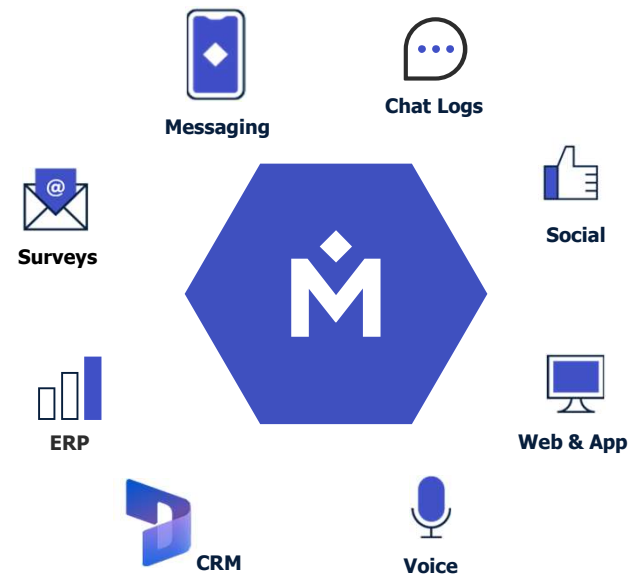 Messaging
Chat Logs
@
Surveys
Social
M
ERP
Web & App
CRM
Voice